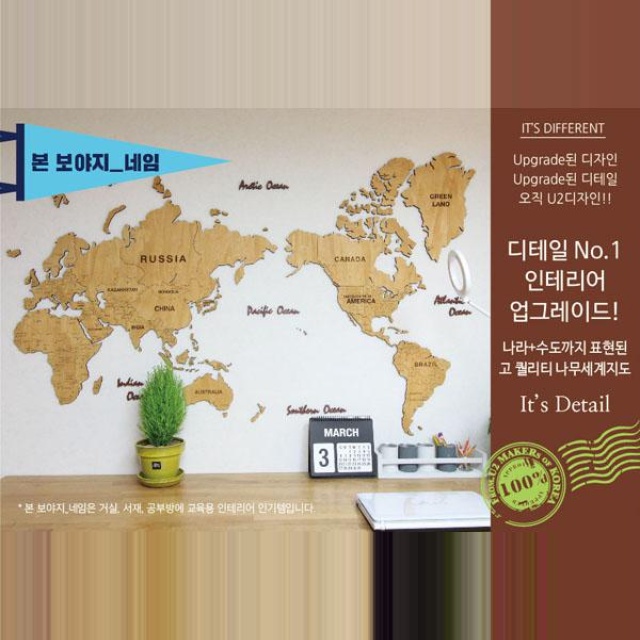 본 보야지_네임
IT'S DIFFERENT
Upgrade된 디자인
Upgrade된 디테일
오직 U2디자인!!
디테일 No.1
인테리어
업그레이드!
나라+수도까지 표현된
고 퀄리티 나무세계지도
It's Detail
Arctic Ocean
GREEN
LAND
RUSSIA
CANADA
KAZAKHSTAN
MONGOLIA
CHINA
AMERICA
Atlantic
Ocean
Pacific Ocean
INDIA
BRAZIL
Indian
AUSTRALIA
Southern Ocean
MARCH
3
U2 MAKERS of KOREA
100%
* 본 보야지_네임은 거실, 서재, 공부방에 교육용 인테리어 인기템입니다